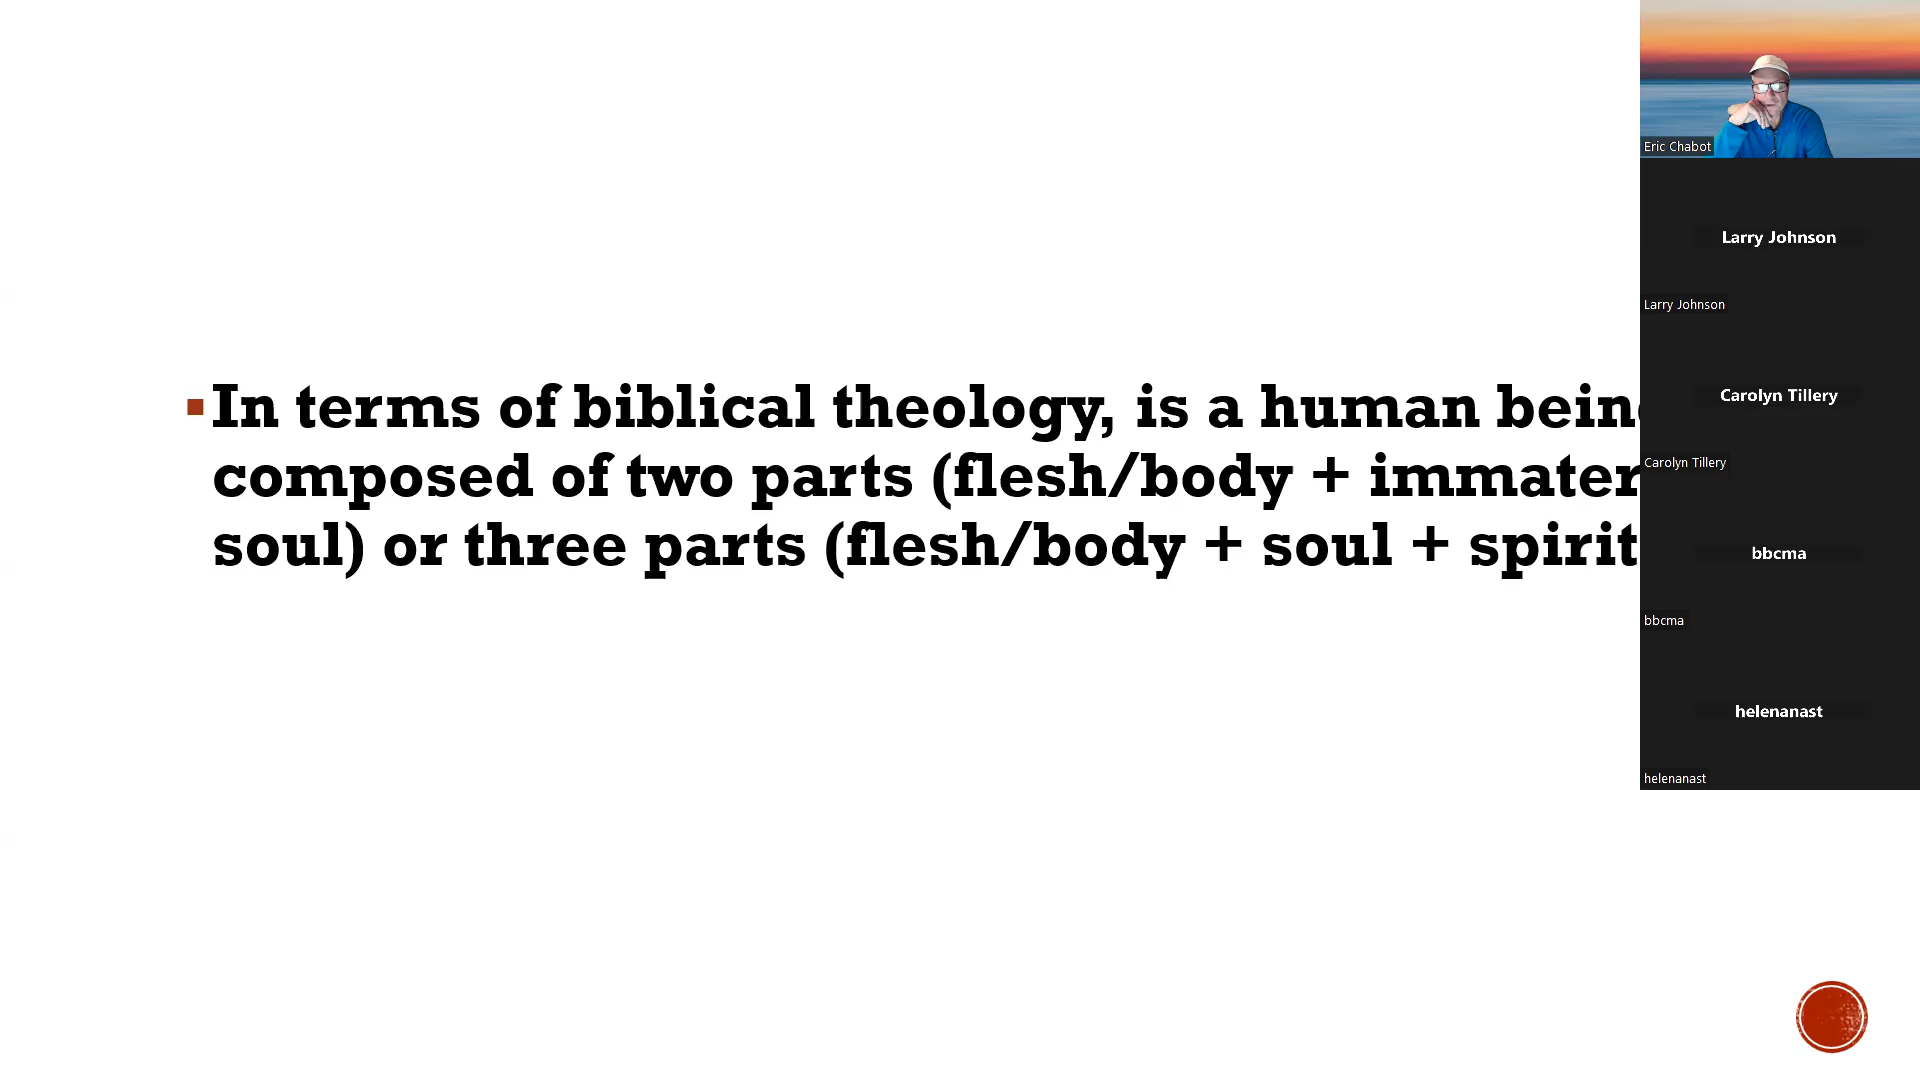 In terms of biblical theology, is a human bein
composed of two parts (flesh/body + immater
soul) or three parts (flesh/body + soul + spirit
Eric Chabot
Larry Johnson
Larry Johnson
Carolyn Tillery
Carolyn Tillery
bbcma
bbcma
helenanast
helenanast